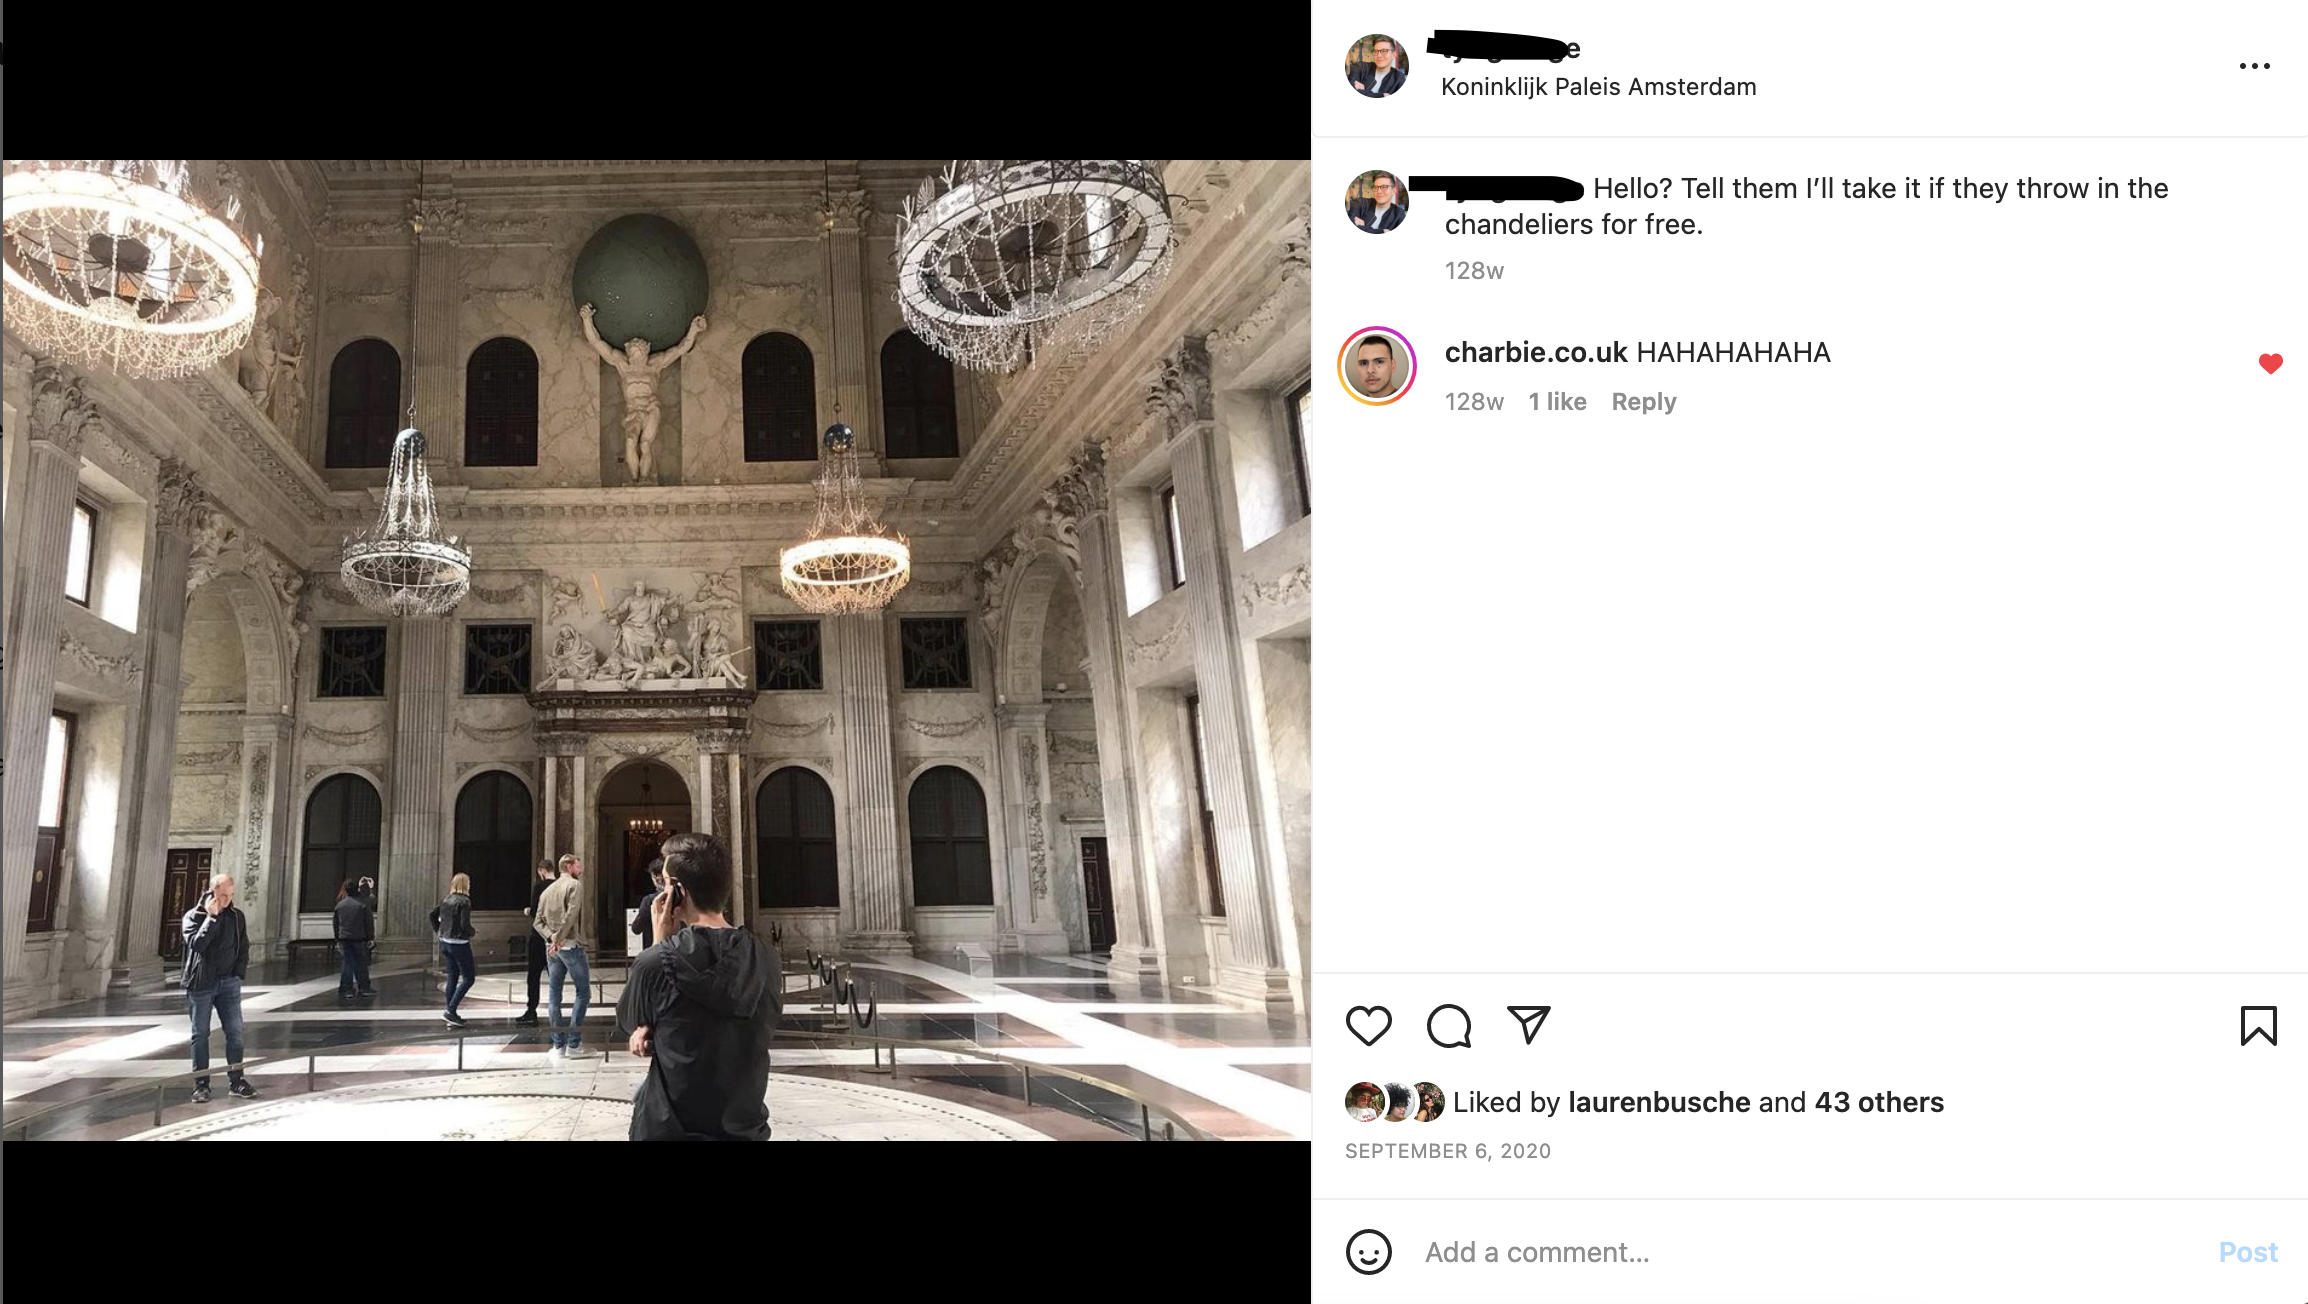 Koninklijk Paleis Amsterdam
Hello? Tell them I’ll take it if they throw in the
chandeliers for free.
128w
charbie.co.uk HAHAHAHAHA
128w 1 like Reply
Liked by laurenbusche and 43 others
SEPTEMBER 6, 2020
Add a comment...
Post